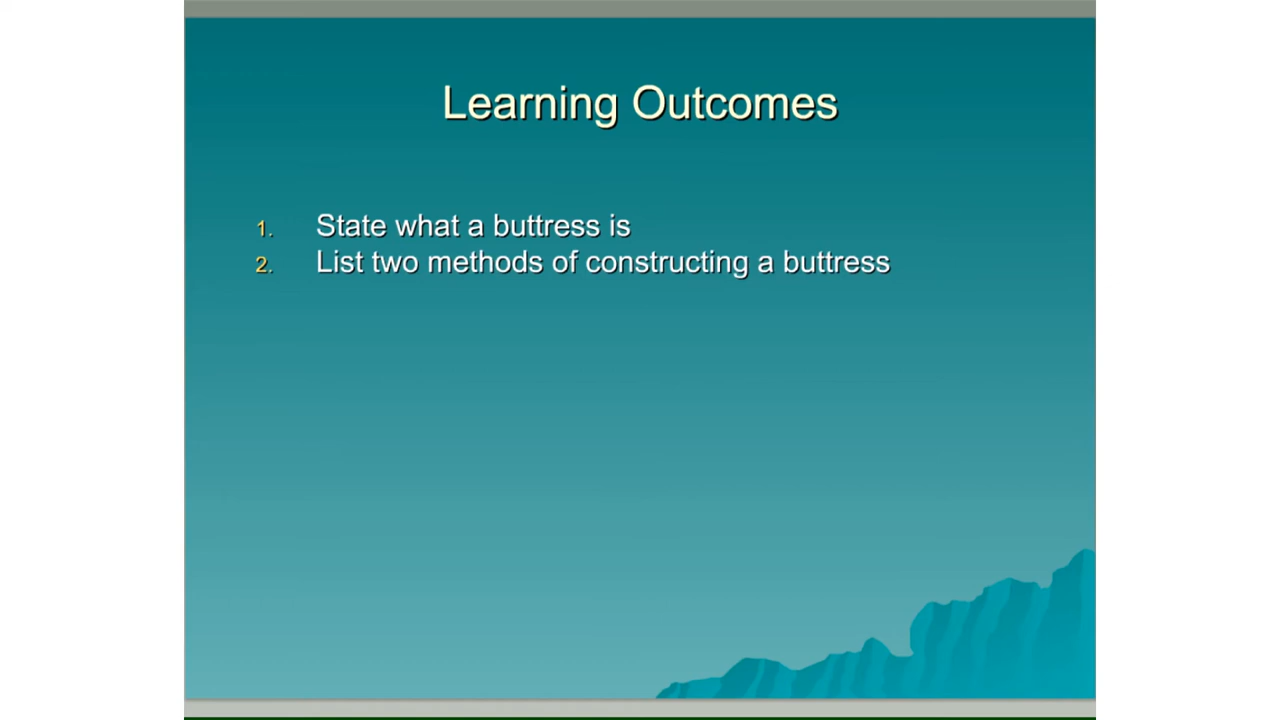 Learning Outcomes
1. State what a buttress is
2. List two methods of constructing a buttress